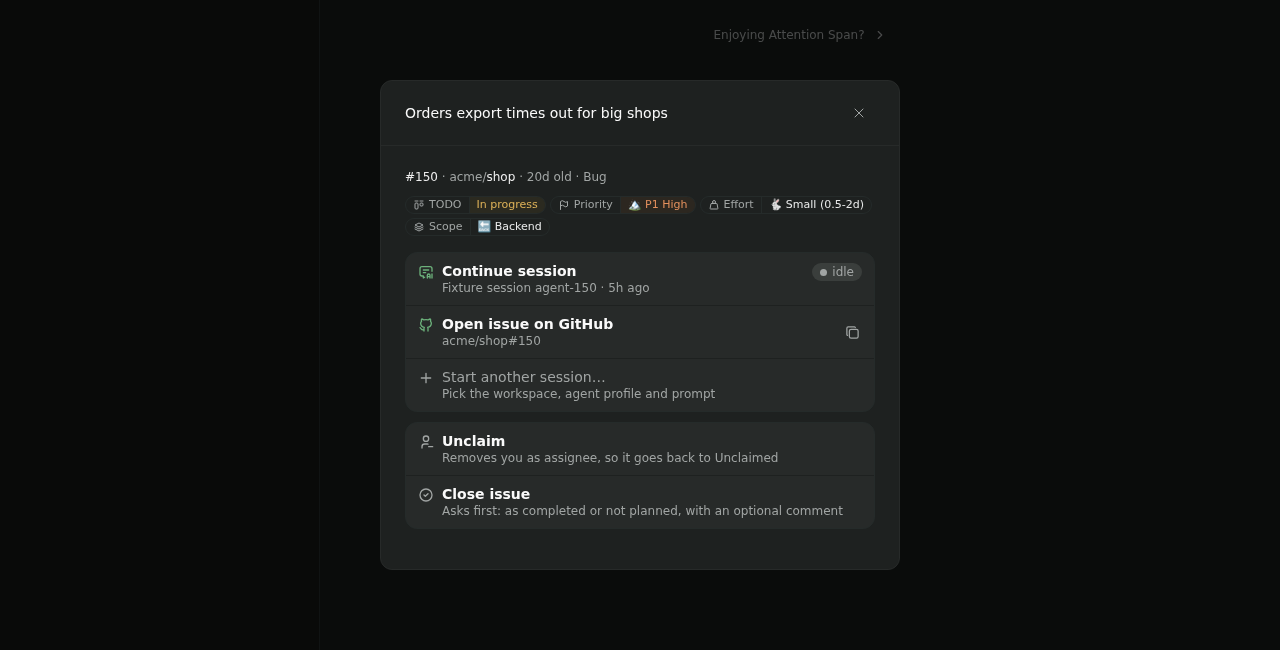 Enjoying Attention Span?
Orders export times out for big shops
#150 · acme/shop · 20d old · Bug
TODO In progress Priority P1 High Effort Small (0.5-2d)
Scope Backend
Continue session idle
Fixture session agent-150 · 5h ago
Open issue on GitHub
acme/shop#150
Start another session…
Pick the workspace, agent profile and prompt
Unclaim
Removes you as assignee, so it goes back to Unclaimed
Close issue
Asks first: as completed or not planned, with an optional comment